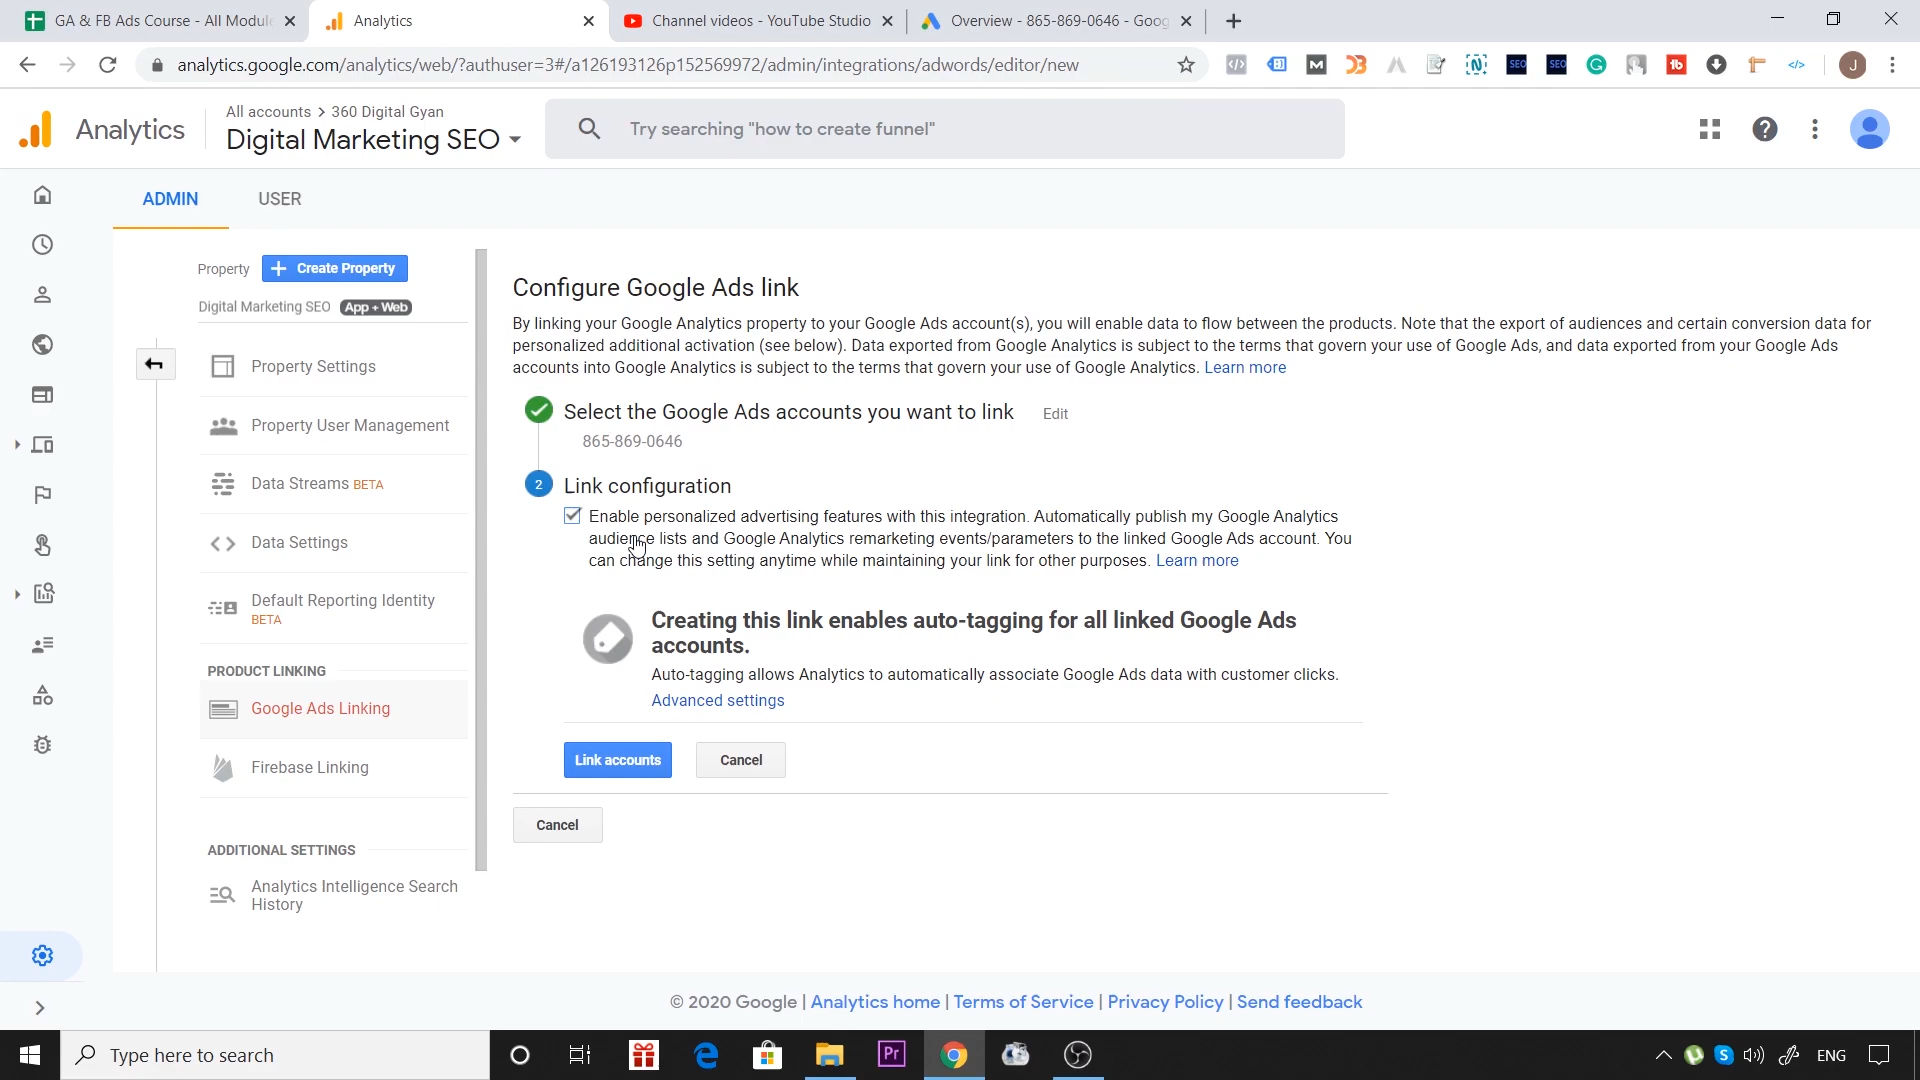 GA & FB Ads Course - All Module
Analytics
Channel videos - YouTube Studio
Overview - 865-869-0646 - Goog
analytics.google.com/analytics/web/?authuser=3#/a126193126p152569972/admin/integrations/adwords/editor/new
Analytics
All accounts > 360 Digital Gyan
Digital Marketing SEO
Try searching "how to create funnel"
ADMIN
USER
Property
Create Property
Digital Marketing SEO App + Web
Property Settings
Property User Management
Data Streams BETA
Data Settings
Default Reporting Identity
BETA
PRODUCT LINKING
Google Ads Linking
Firebase Linking
ADDITIONAL SETTINGS
Analytics Intelligence Search
History
Configure Google Ads link
By linking your Google Analytics property to your Google Ads account(s), you will enable data to flow between the products. Note that the export of audiences and certain conversion data for
personalized additional activation (see below). Data exported from Google Analytics is subject to the terms that govern your use of Google Ads, and data exported from your Google Ads
accounts into Google Analytics is subject to the terms that govern your use of Google Analytics. Learn more
Select the Google Ads accounts you want to link Edit
865-869-0646
2 Link configuration
Enable personalized advertising features with this integration. Automatically publish my Google Analytics
audience lists and Google Analytics remarketing events/parameters to the linked Google Ads account. You
can change this setting anytime while maintaining your link for other purposes. Learn more
Creating this link enables auto-tagging for all linked Google Ads
accounts.
Auto-tagging allows Analytics to automatically associate Google Ads data with customer clicks.
Advanced settings
Link accounts
Cancel
Cancel
© 2020 Google | Analytics home | Terms of Service | Privacy Policy | Send feedback
Type here to search
Pr
ENG